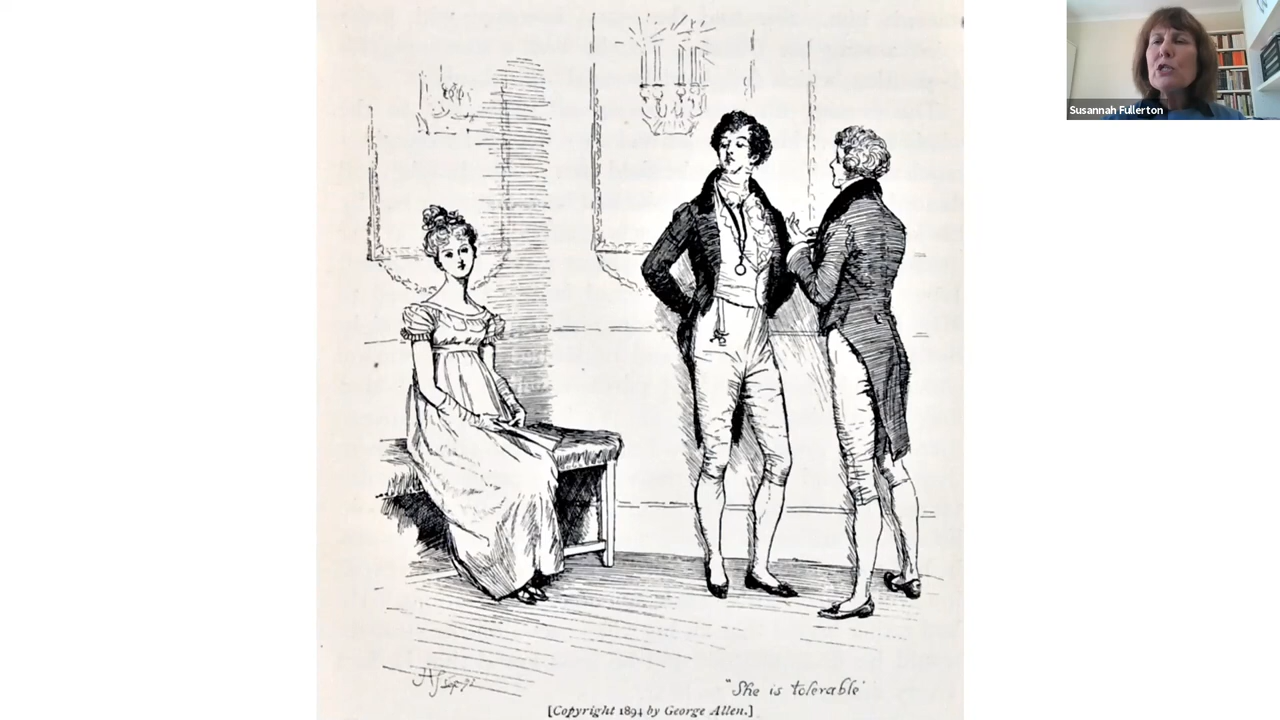 Susannah Fullerton
"She is tolerable"
[Copyright 1894 by George Allen.]